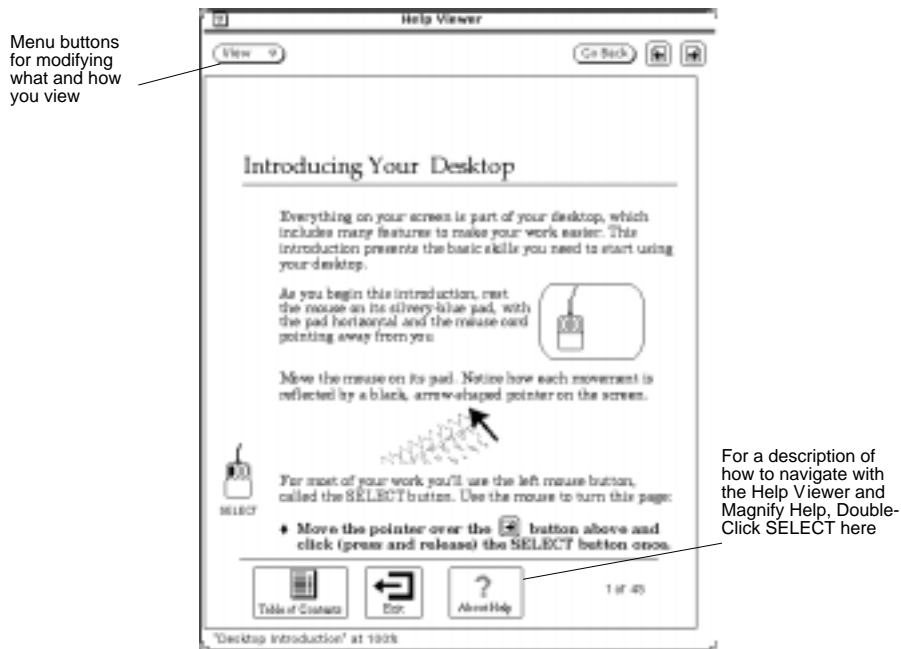 Help Viewer
Menu buttons
for modifying
what and how
you view
View
Go Back
Introducing Your Desktop
Everything on your screen is part of your desktop, which
includes many features to make your work easier. This
introduction presents the basic skills you need to start using
your desktop.
As you begin this introduction, rest
the mouse on its silvery-blue pad, with
the pad horizontal and the mouse cord
pointing away from you
Move the mouse on its pad. Notice how each movement is
reflected by a black, arrow-shaped pointer on the screen.
For most of your work you'll use the left mouse button,
called the SELECT button. Use the mouse to turn this page:
SELECT
♦ Move the pointer over the button above and
click (press and release) the SELECT button once.
For a description of
how to navigate with
the Help Viewer and
Magnify Help, Double-
Click SELECT here
Table of Contents
Exit
About Help
1 of 45
"Desktop Introduction" at 100%